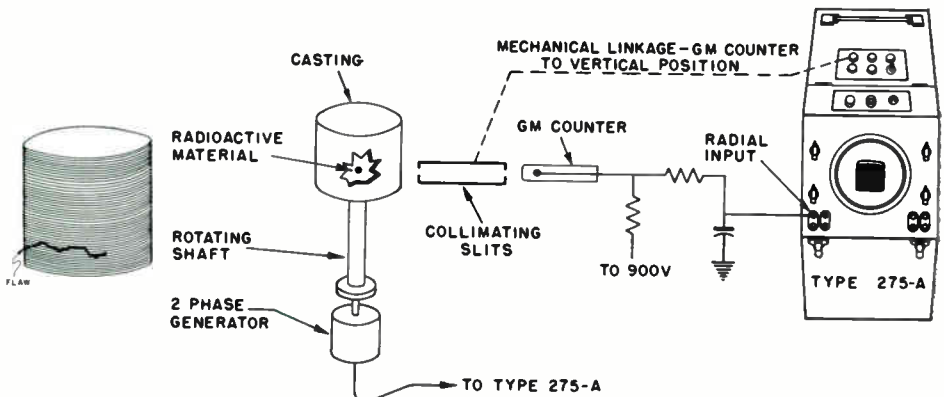 MECHANICAL LINKAGE-GM COUNTER
TO VERTICAL POSITION
CASTING
GM COUNTER
RADIOACTIVE
MATERIAL
RADIAL
INPUT
COLLIMATING
SLITS
ROTATING
SHAFT
TO 900V
FLAW
TYPE 275-A
2 PHASE
GENERATOR
TO TYPE 275-A